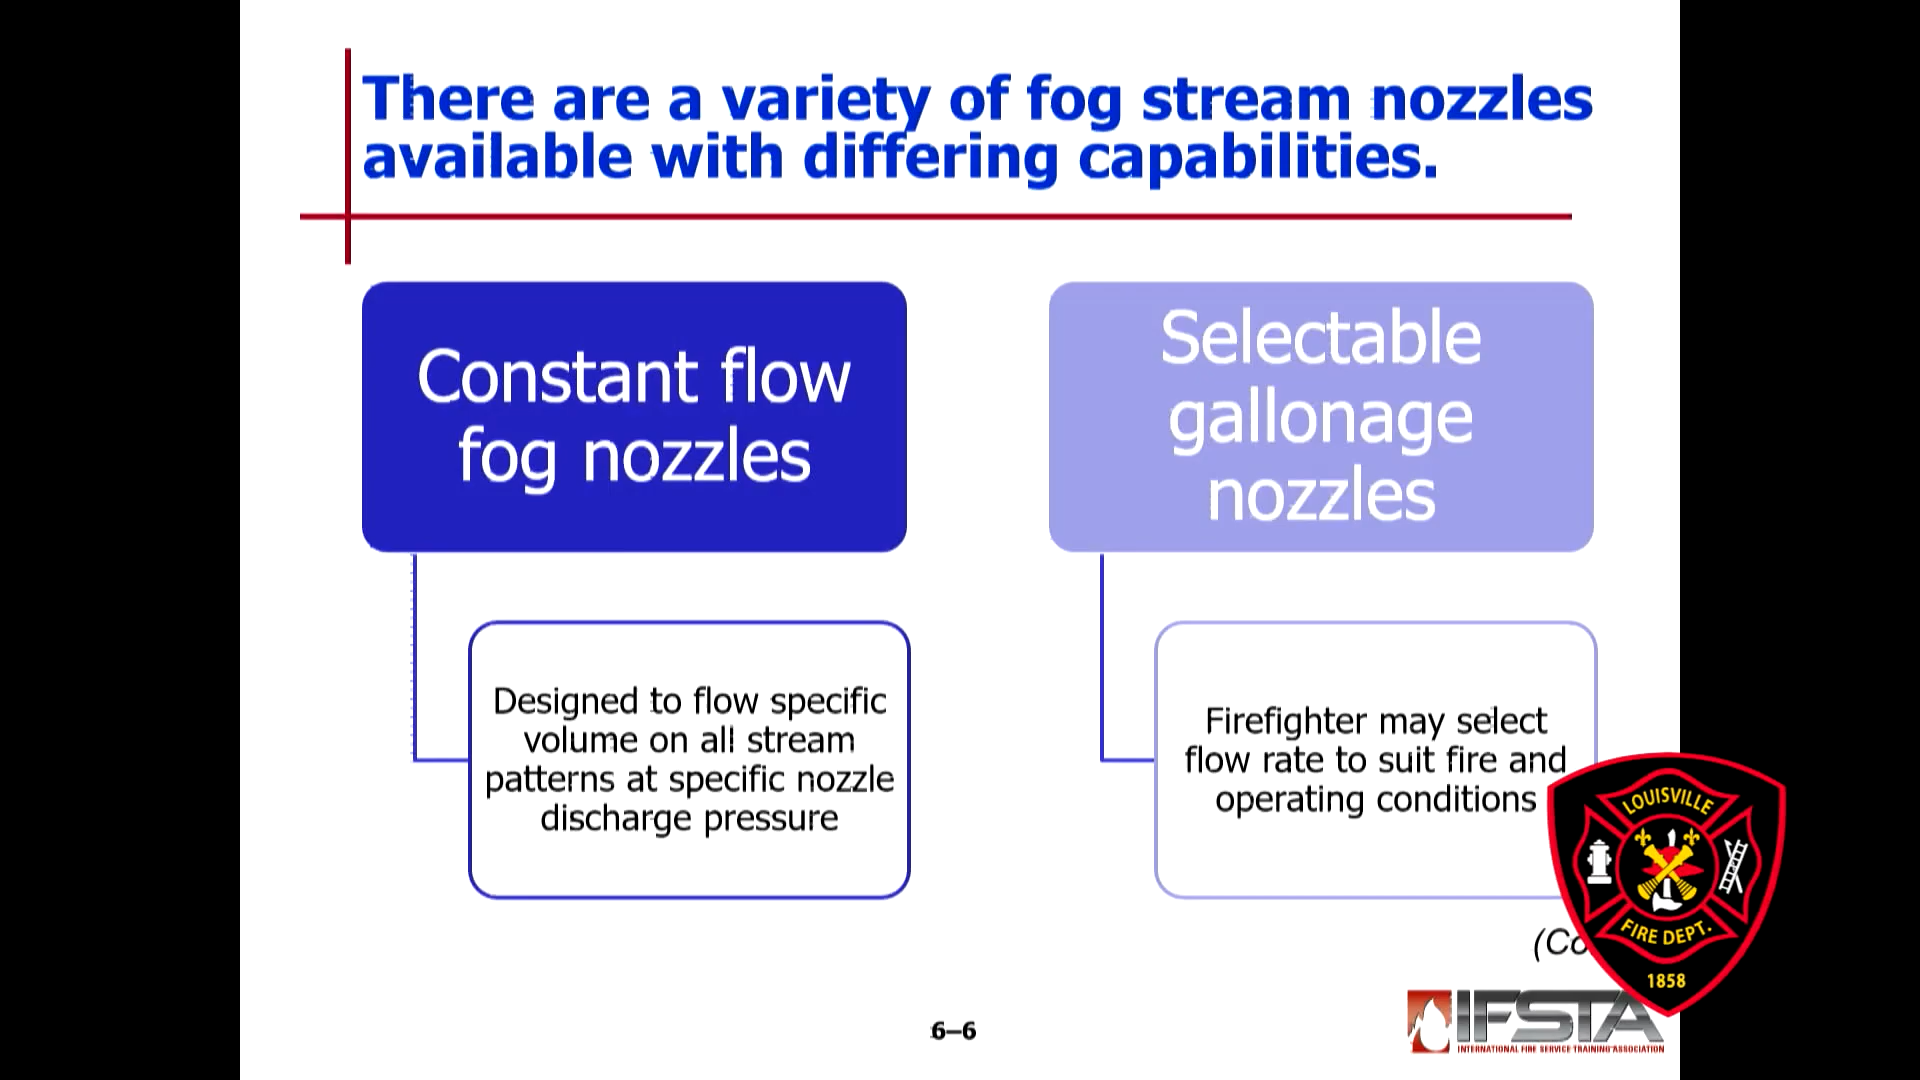 There are a variety of fog stream nozzles
available with differing capabilities.
Constant flow
fog nozzles
Selectable
gallonage
nozzles
Designed to flow specific
volume on all stream
patterns at specific nozzle
discharge pressure
Firefighter may select
flow rate to suit fire and
operating conditions
LOUISVILLE
FIRE DEPT.
1858
(Co
IFSTA
INTERNATIONAL FIRE SERVICE TRAINING ASSOCIATION
6–6